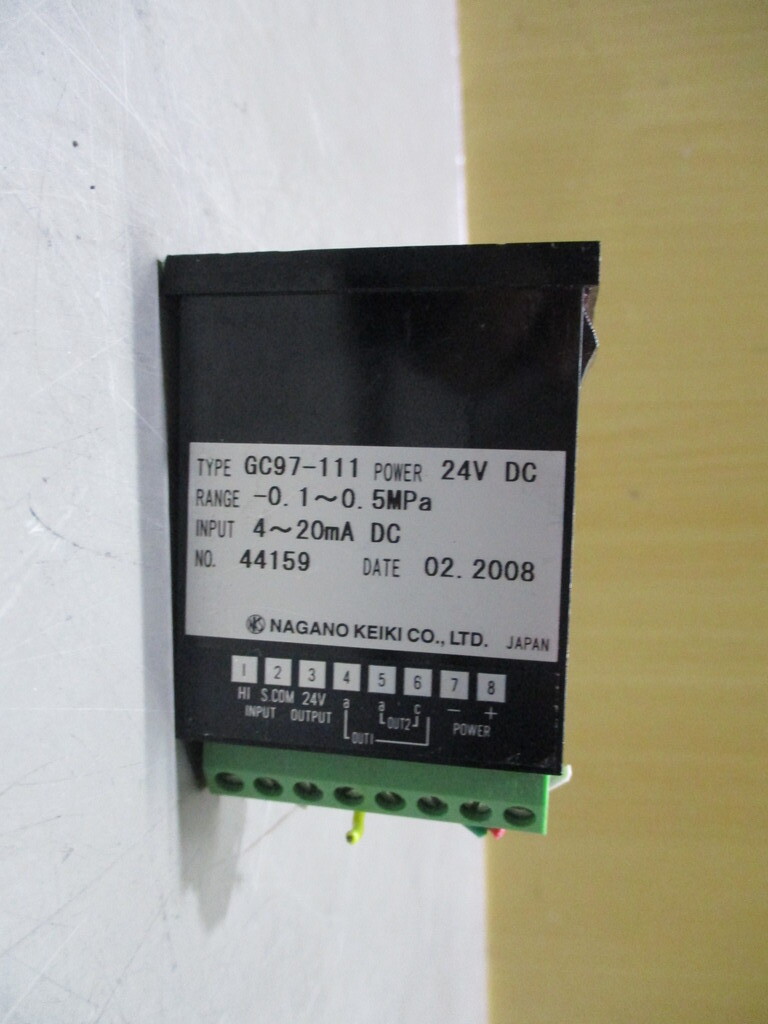 TYPE GC97-111 POWER 24V DC
RANGE -0.1～0.5MPa
INPUT 4～20mA DC
NO. 44159 DATE 02.2008
NKS NAGANO KEIKI CO., LTD. JAPAN
1 2 3 4 5 6 7 8
HI S.COM 24V a a c － +
INPUT OUTPUT OUT2 POWER
OUT1